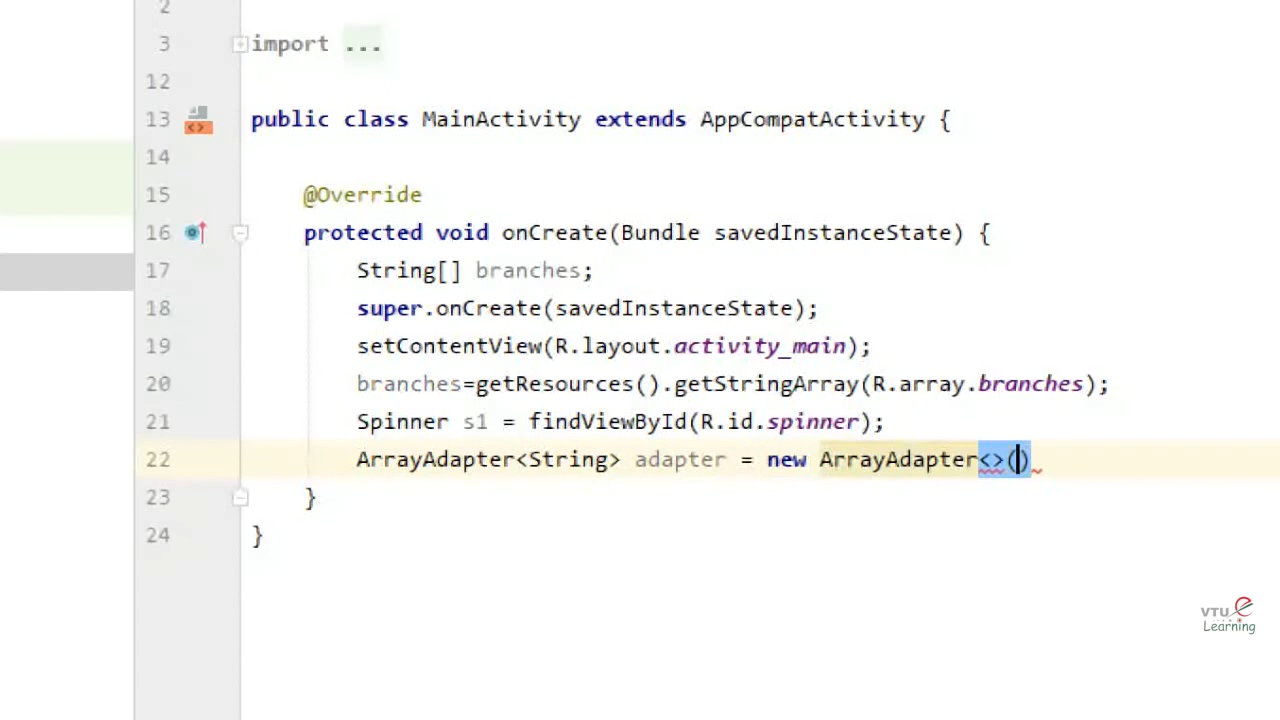 2
3 import ...
12
13 public class MainActivity extends AppCompatActivity {
14
15 @Override
16 protected void onCreate(Bundle savedInstanceState) {
17 String[] branches;
18 super.onCreate(savedInstanceState);
19 setContentView(R.layout.activity_main);
20 branches=getResources().getStringArray(R.array.branches);
21 Spinner s1 = findViewById(R.id.spinner);
22 ArrayAdapter<String> adapter = new ArrayAdapter<>()
23 }
24 }
VTU e
Learning